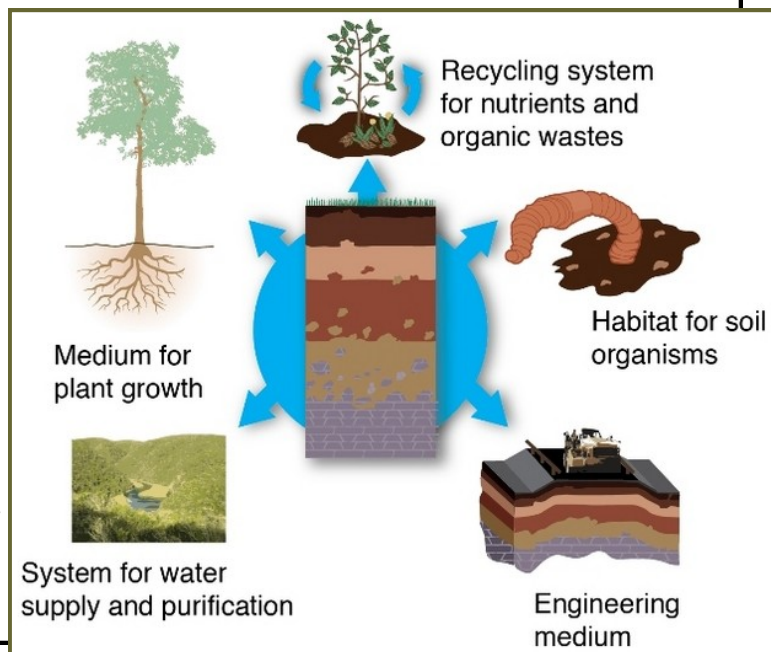 Recycling system
for nutrients and
organic wastes
Habitat for soil
organisms
Medium for
plant growth
System for water
supply and purification
Engineering
medium